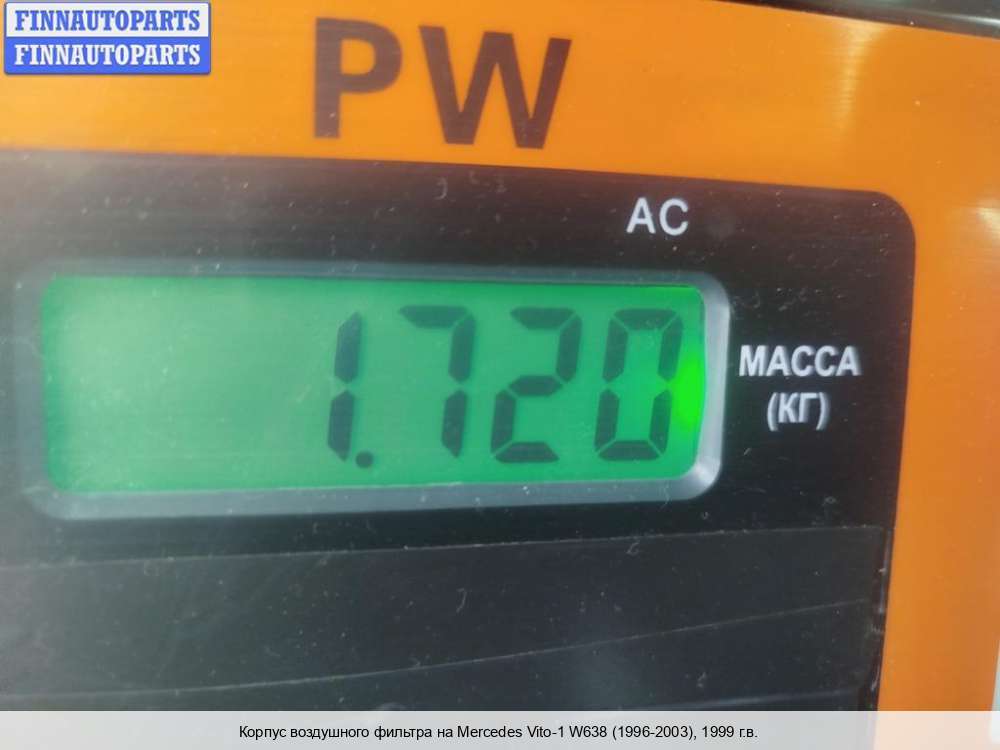 FINNAUTOPARTS
FINNAUTOPARTS
PW
AC
1.720
МАССА
(КГ)
Корпус воздушного фильтра на Mercedes Vito-1 W638 (1996-2003), 1999 г.в.